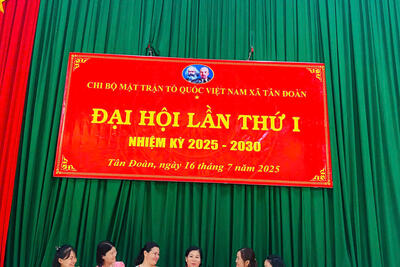 CHI BỘ MẶT TRẬN TỔ QUỐC VIỆT NAM XÃ TÂN ĐOÀN
ĐẠI HỘI LẦN THỨ I
NHIỆM KỲ 2025 - 2030
Tân Đoàn, ngày 16 tháng 7 năm 2025